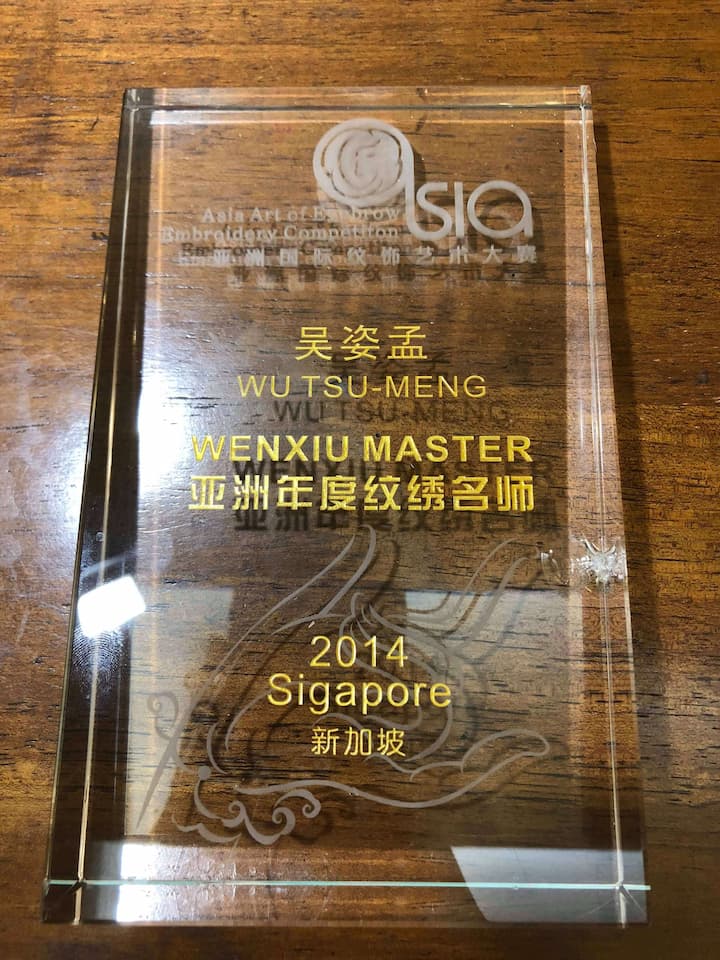 asia
Asia Art of Eyebrow
Embroidery Competiton
亚洲国际纹饰艺术大赛
吴姿孟
WU TSU-MENG
WENXIU MASTER
亚洲年度纹绣名师
2014
Sigapore
新加坡